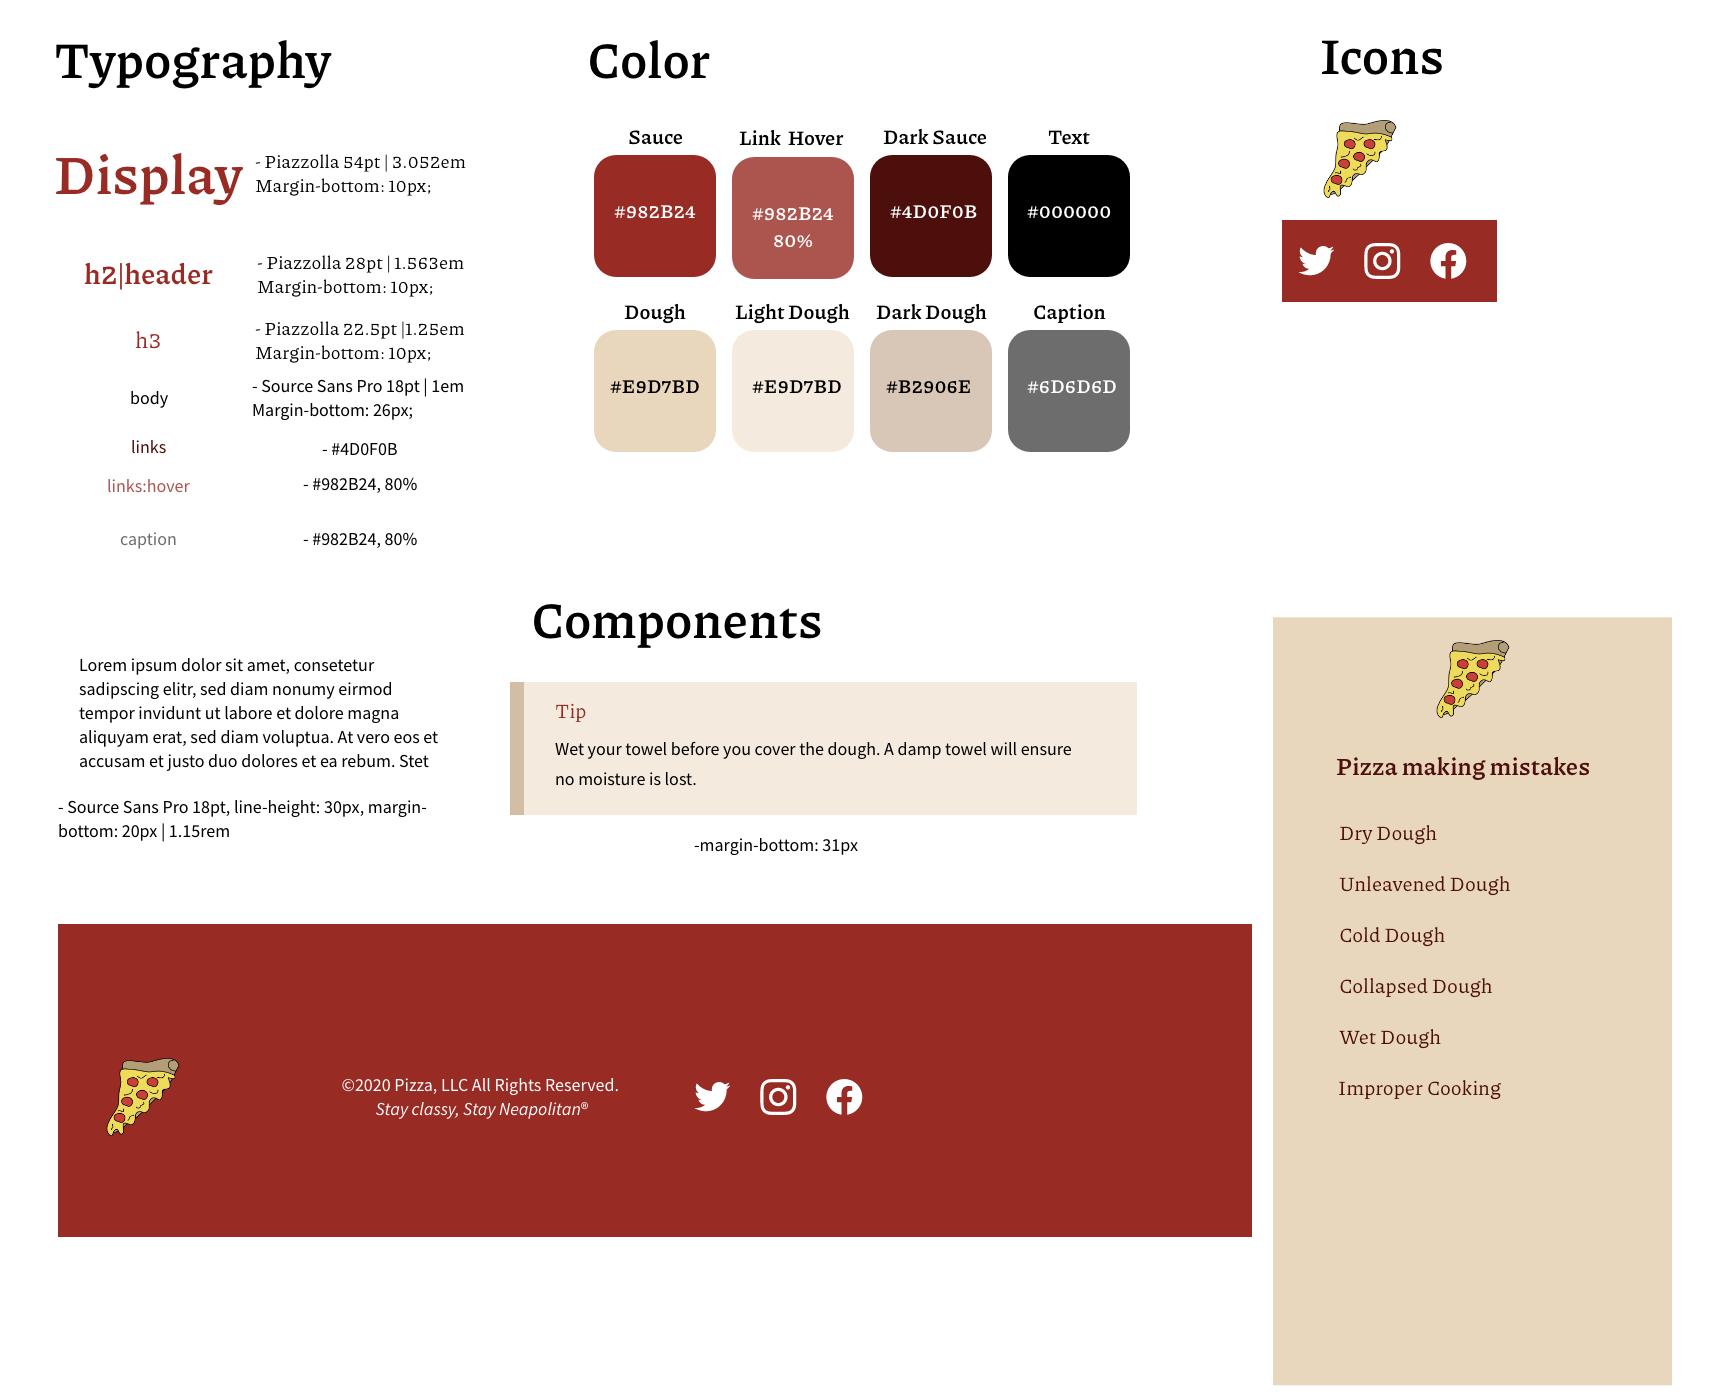 Typography
Display
- Piazzolla 54pt | 3.052em
Margin-bottom: 10px;
h2|header
- Piazzolla 28pt | 1.563em
Margin-bottom: 10px;
h3
- Piazzolla 22.5pt |1.25em
Margin-bottom: 10px;
body
- Source Sans Pro 18pt | 1em
Margin-bottom: 26px;
links
- #4D0F0B
links:hover
- #982B24, 80%
caption
- #982B24, 80%
Lorem ipsum dolor sit amet, consetetur
sadipscing elitr, sed diam nonumy eirmod
tempor invidunt ut labore et dolore magna
aliquyam erat, sed diam voluptua. At vero eos et
accusam et justo duo dolores et ea rebum. Stet
- Source Sans Pro 18pt, line-height: 30px, margin-
bottom: 20px | 1.15rem
Color
Sauce
#982B24
Link Hover
#982B24
80%
Dark Sauce
#4D0F0B
Text
#000000
Dough
#E9D7BD
Light Dough
#E9D7BD
Dark Dough
#B2906E
Caption
#6D6D6D
Icons
Components
Tip
Wet your towel before you cover the dough. A damp towel will ensure
no moisture is lost.
-margin-bottom: 31px
©2020 Pizza, LLC All Rights Reserved.
Stay classy, Stay Neapolitan®
Pizza making mistakes
Dry Dough
Unleavened Dough
Cold Dough
Collapsed Dough
Wet Dough
Improper Cooking